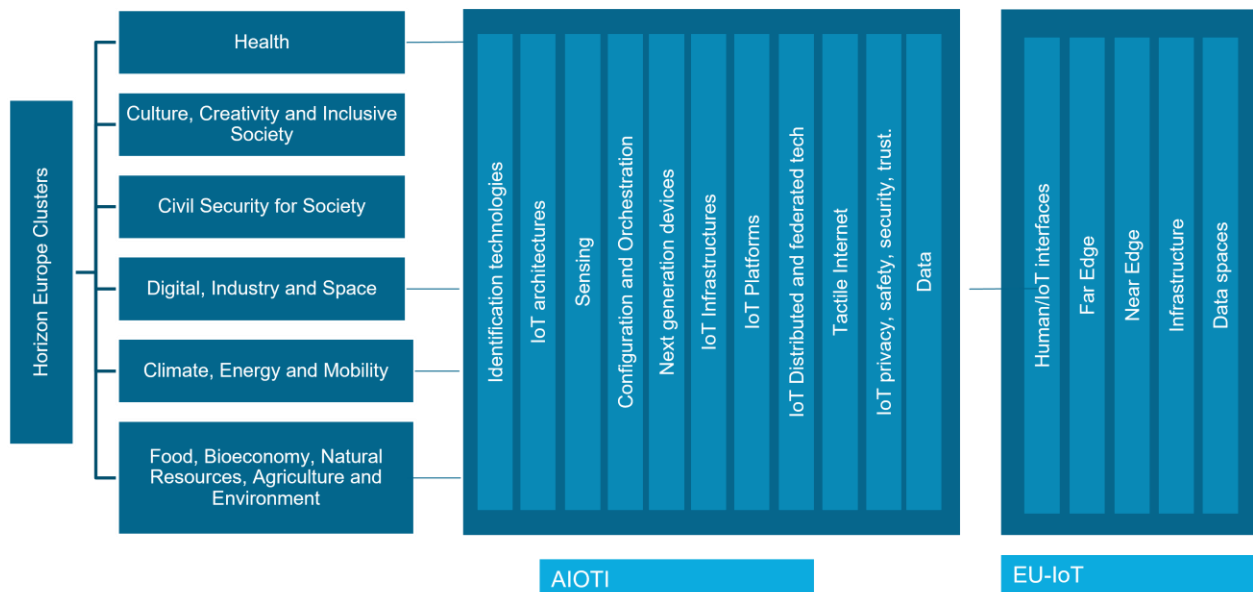 Horizon Europe Clusters
Health
Culture, Creativity and Inclusive
Society
Civil Security for Society
Digital, Industry and Space
Climate, Energy and Mobility
Food, Bioeconomy, Natural
Resources, Agriculture and
Environment
Identification technologies
IoT architectures
Sensing
Configuration and Orchestration
Next generation devices
IoT Infrastructures
IoT Platforms
IoT Distributed and federated tech
Tactile Internet
IoT privacy, safety, security, trust.
Data
AIOTI
Human/IoT interfaces
Far Edge
Near Edge
Infrastructure
Data spaces
EU-IoT